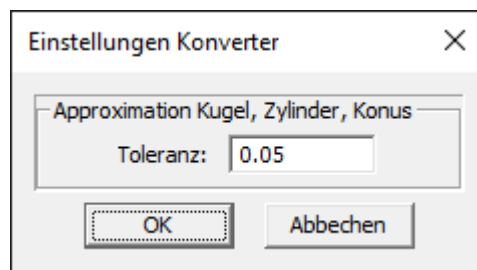 Einstellungen Konverter
Approximation Kugel, Zylinder, Konus
Toleranz: 0.05
OK Abbechen